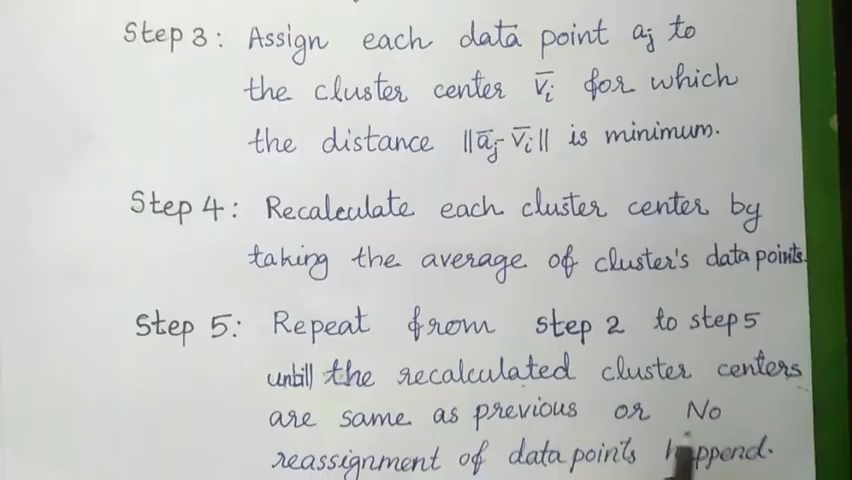 Step 3: Assign each data point aj to
the cluster center v̅i for which
the distance ||a̅j-v̅i|| is minimum.
Step 4: Recalculate each cluster center by
taking the average of cluster's data points.
Step 5: Repeat from step 2 to step 5
untill the recalculated cluster centers
are same as previous or No
reassignment of data points happend.